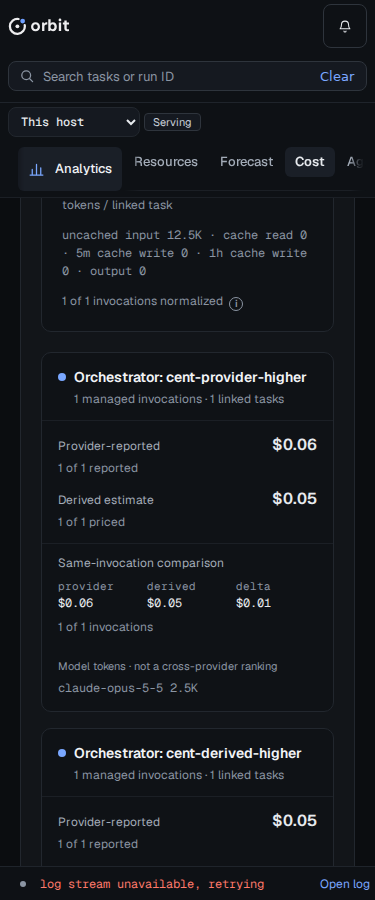 orbit
Search tasks or run ID Clear
This host Serving
Analytics Resources Forecast Cost Ag
tokens / linked task
uncached input 12.5K · cache read 0
· 5m cache write 0 · 1h cache write
0 · output 0
1 of 1 invocations normalized
Orchestrator: cent-provider-higher
1 managed invocations · 1 linked tasks
Provider-reported $0.06
1 of 1 reported
Derived estimate $0.05
1 of 1 priced
Same-invocation comparison
provider derived delta
$0.06 $0.05 $0.01
1 of 1 invocations
Model tokens · not a cross-provider ranking
claude-opus-5-5 2.5K
Orchestrator: cent-derived-higher
1 managed invocations · 1 linked tasks
Provider-reported $0.05
1 of 1 reported
log stream unavailable, retrying Open log